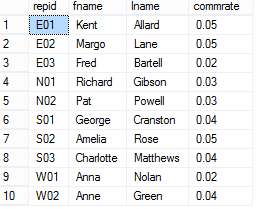 repid fname lname commrate
1 E01 Kent Allard 0.05
2 E02 Margo Lane 0.05
3 E03 Fred Bartell 0.02
4 N01 Richard Gibson 0.03
5 N02 Pat Powell 0.03
6 S01 George Cranston 0.04
7 S02 Amelia Rose 0.05
8 S03 Charlotte Matthews 0.04
9 W01 Anna Nolan 0.02
10 W02 Anne Green 0.04